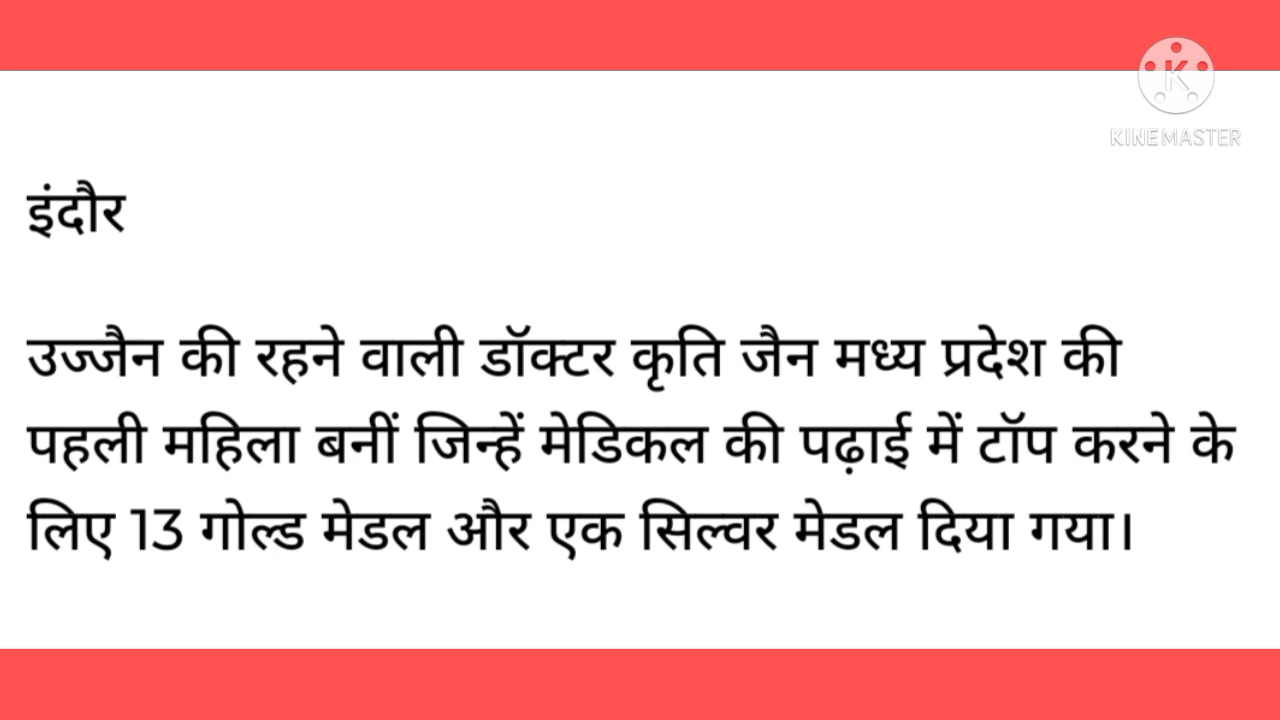 KINEMASTER
इंदौर
उज्जैन की रहने वाली डॉक्टर कृति जैन मध्य प्रदेश की
पहली महिला बनीं जिन्हें मेडिकल की पढ़ाई में टॉप करने के
लिए 13 गोल्ड मेडल और एक सिल्वर मेडल दिया गया।